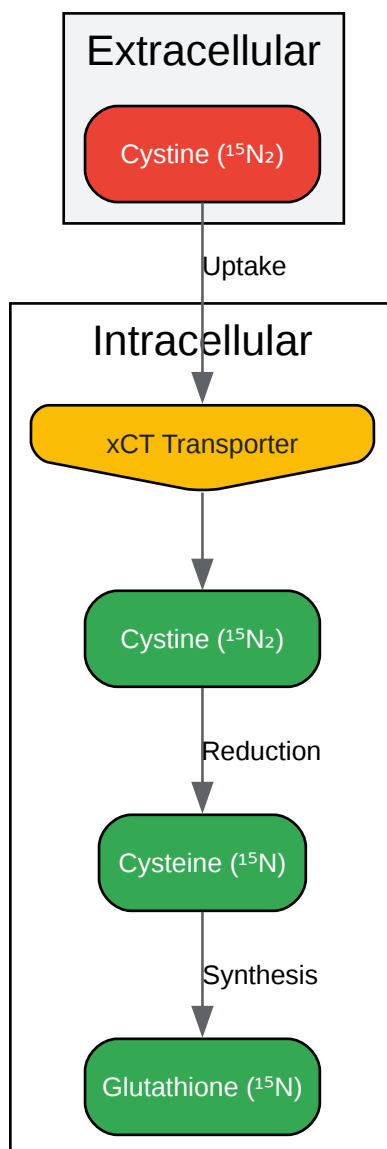 Extracellular
Cystine (¹⁵N₂)
Uptake
Intracellular
xCT Transporter
Cystine (¹⁵N₂)
Reduction
Cysteine (¹⁵N)
Synthesis
Glutathione (¹⁵N)